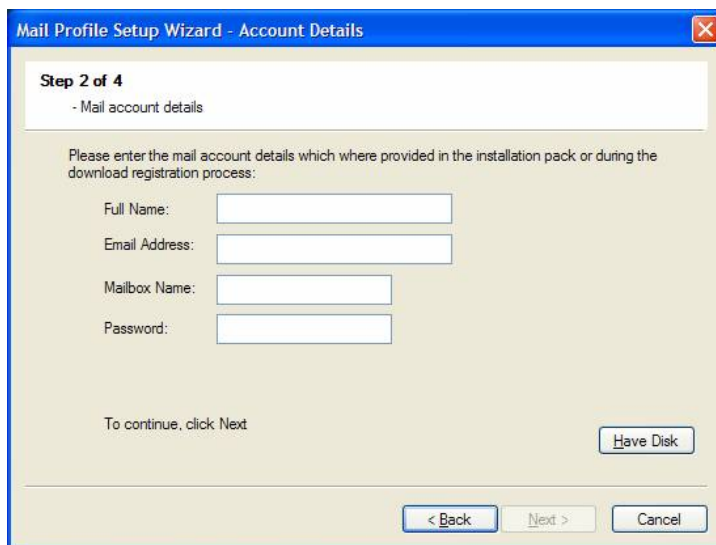 Mail Profile Setup Wizard - Account Details
Step 2 of 4
- Mail account details
Please enter the mail account details which where provided in the installation pack or during the
download registration process:
Full Name:
Email Address:
Mailbox Name:
Password:
To continue, click Next
Have Disk
< Back
Next >
Cancel